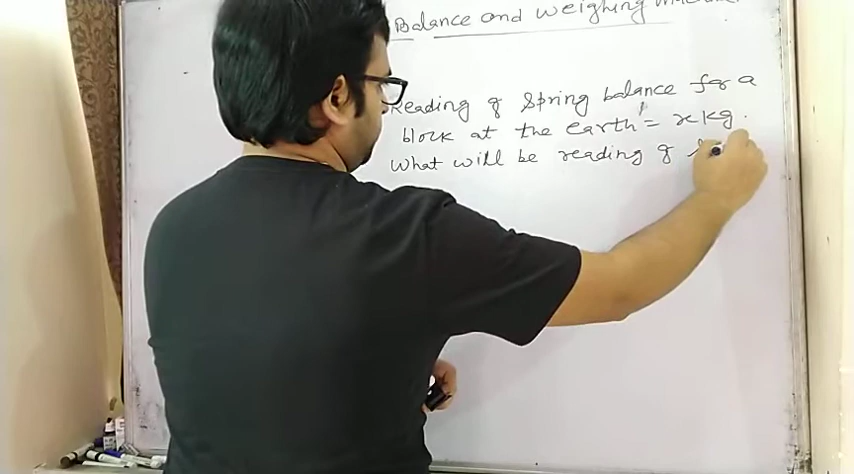 Balance and Weighing
Reading of Spring balance for a
block at the earth = x kg.
What will be reading of